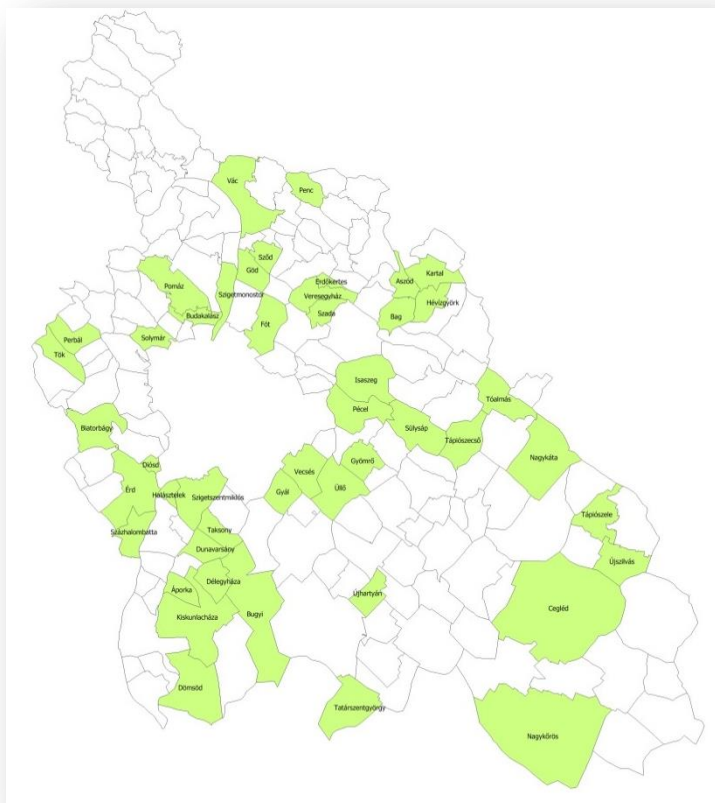 Vác
Penc
Sződ
Göd
Pomáz
Szigetmonostor
Budakalász
Erdőkertes
Veresegyház
Szada
Fót
Aszód
Kartal
Hévízgyörk
Bag
Perbál
Tök
Solymár
Isaszeg
Pécel
Tóalmás
Sülysáp
Tápiószecső
Nagykáta
Biatorbágy
Diósd
Érd
Halásztelek
Szigetszentmiklós
Százhalombatta
Vecsés
Gyömrő
Gyál
Üllő
Tápiószele
Újszilvás
Taksony
Dunavarsány
Délegyháza
Áporka
Kiskunlacháza
Bugyi
Újhartyán
Cegléd
Dömsöd
Tatárszentgyörgy
Nagykőrös